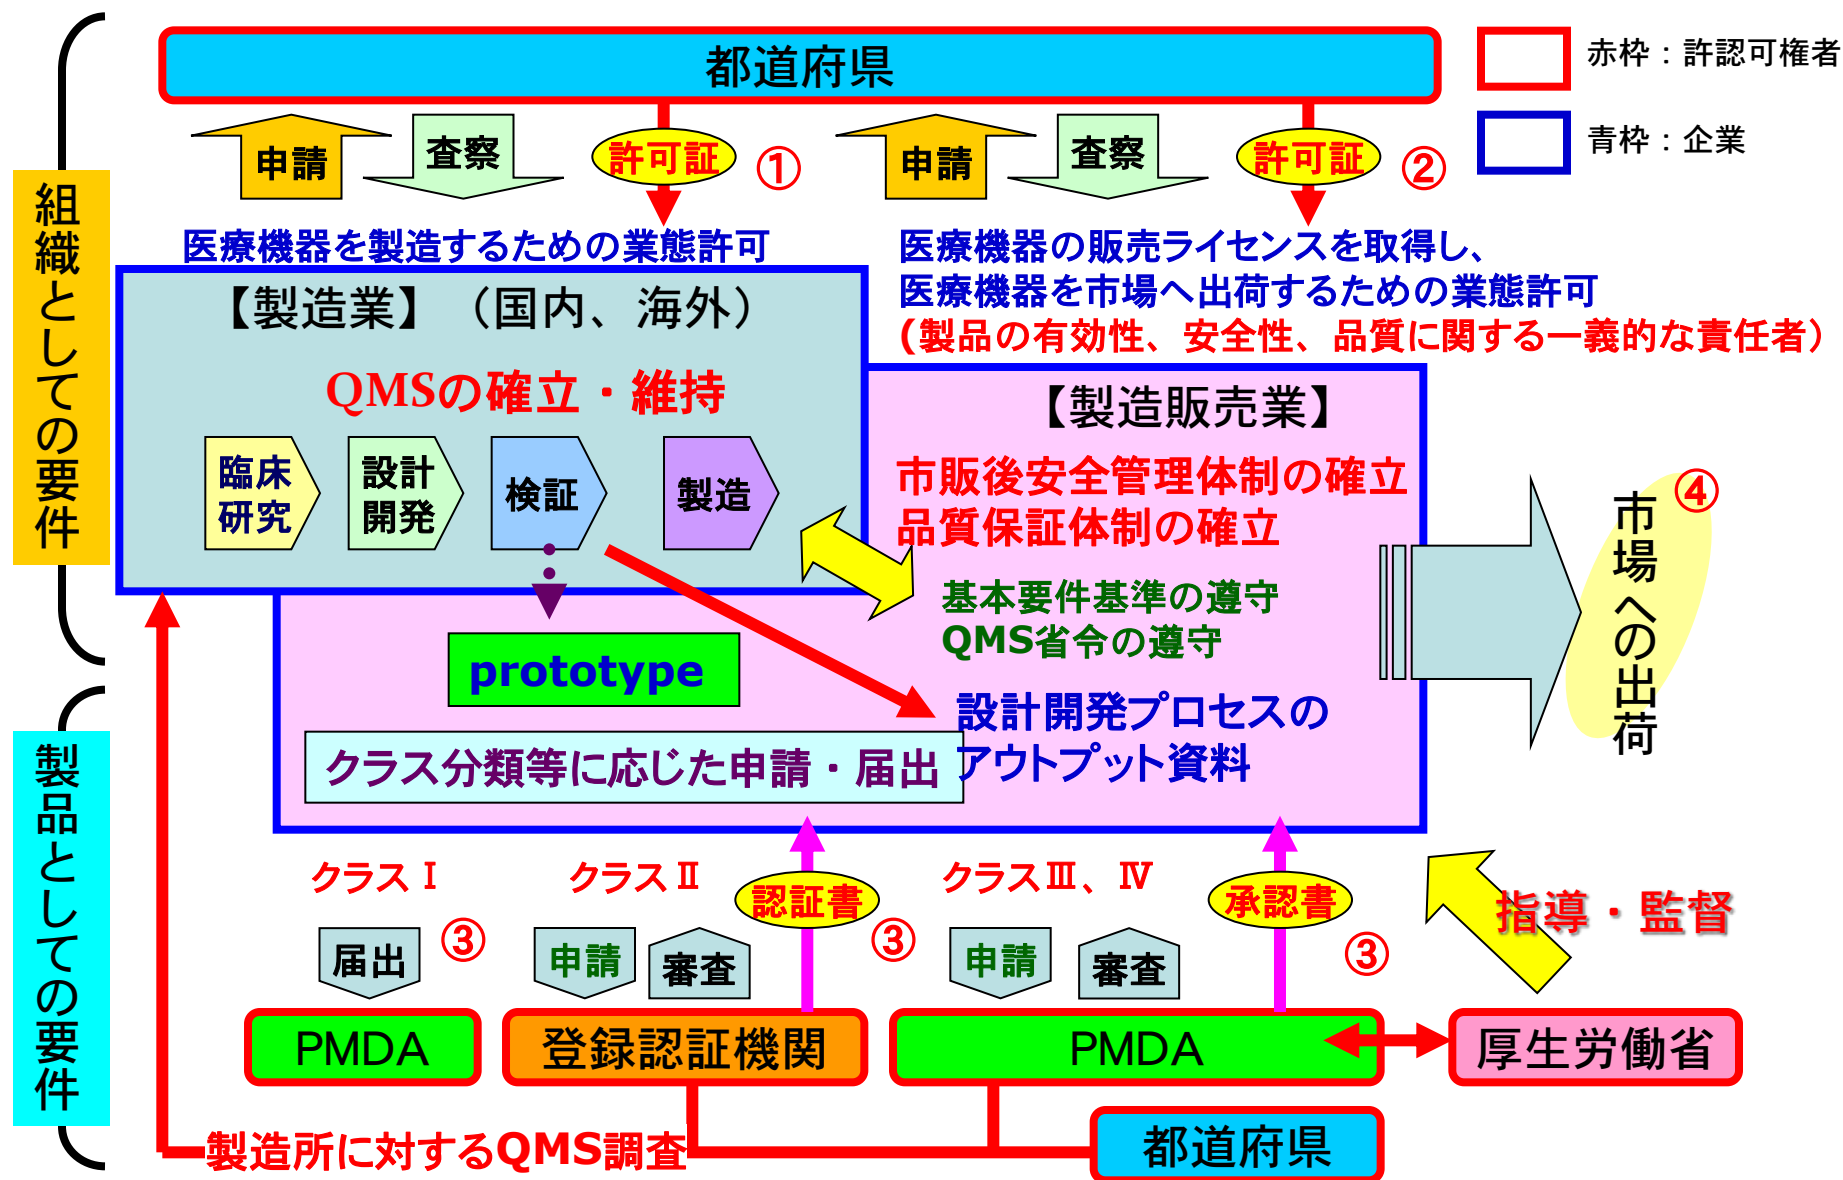 都道府県
赤枠：許認可権者
青枠：企業
組織としての要件
申請
査察
許可証
①
申請
査察
許可証
②
医療機器を製造するための業態許可
医療機器の販売ライセンスを取得し、
医療機器を市場へ出荷するための業態許可
(製品の有効性、安全性、品質に関する一義的な責任者）
【製造業】（国内、海外）
QMSの確立・維持
臨床
研究
設計
開発
検証
製造
【製造販売業】
市販後安全管理体制の確立
品質保証体制の確立
基本要件基準の遵守
QMS省令の遵守
④
市場への出荷
prototype
設計開発プロセスの
アウトプット資料
クラス分類等に応じた申請・届出
製品としての要件
クラスⅠ
クラスⅡ
認証書
クラスⅢ、Ⅳ
承認書
指導・監督
届出
③
申請
審査
③
申請
審査
③
PMDA
登録認証機関
PMDA
厚生労働省
製造所に対するQMS調査
都道府県